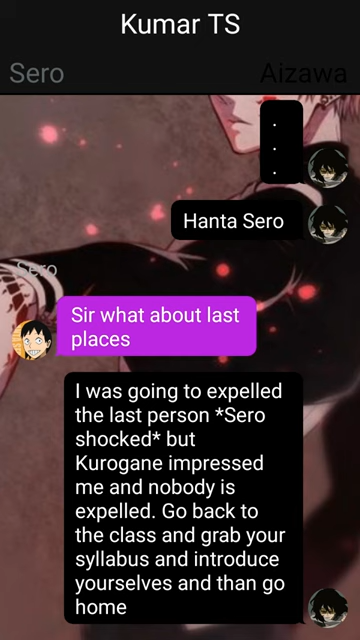 Kumar TS
Sero
Aizawa
.
.
.
Hanta Sero
Sero
Sir what about last
places
I was going to expelled
the last person *Sero
shocked* but
Kurogane impressed
me and nobody is
expelled. Go back to
the class and grab your
syllabus and introduce
yourselves and than go
home